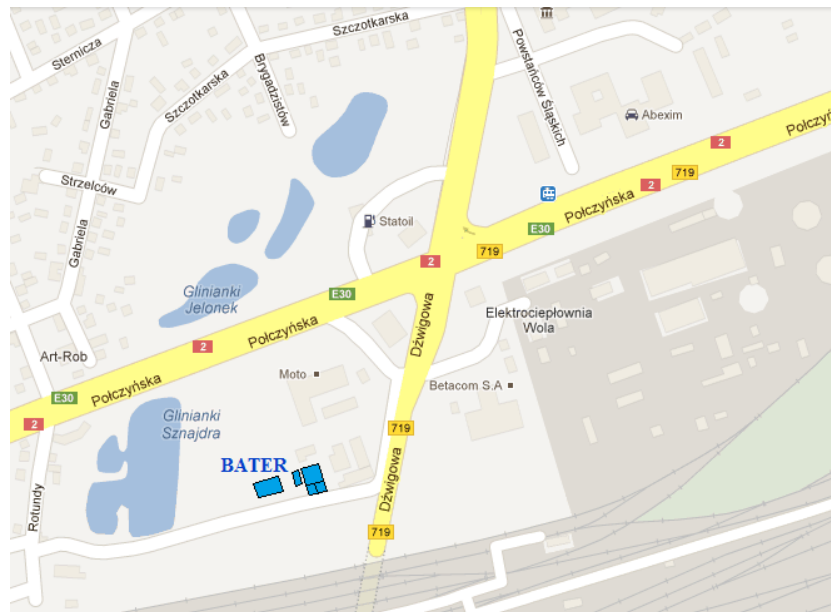 Szczotkarska
Sternicza
Brygadzistów
Gabriela
Szczotkarska
Powstańców Śląskich
Abexim
Połczyńska
2
719
2
Strzelców
Połczyńska
Statoil
Gabriela
E30
719
2
Glinianki
Jelonek
E30
Elektrociepłownia
Wola
Połczyńska
Dźwigowa
2
Art-Rob
Moto
Betacom S.A
Połczyńska
E30
2
Glinianki
Sznajdra
719
BATER
Dźwigowa
Rotundy
719